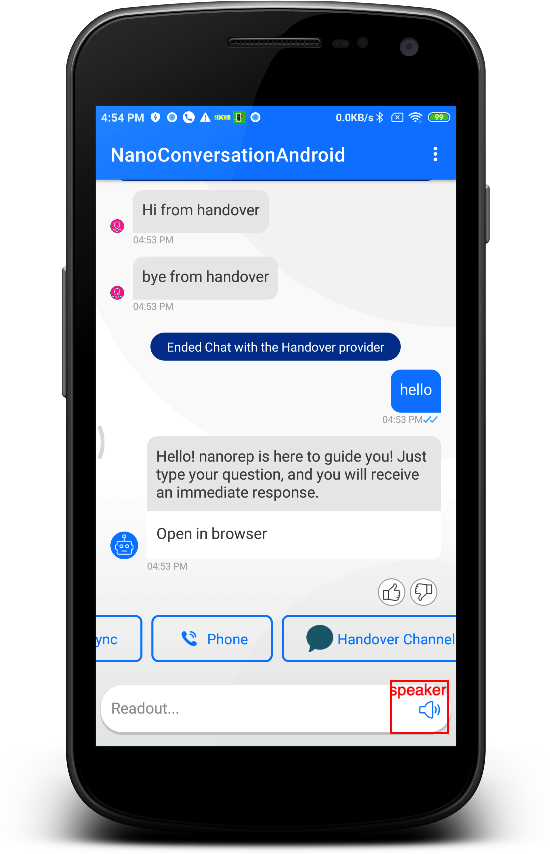 4:54 PM 0.0KB/s 99
NanoConversationAndroid
Hi from handover
04:53 PM
bye from handover
04:53 PM
Ended Chat with the Handover provider
hello
04:53 PM
Hello! nanorep is here to guide you! Just
type your question, and you will receive
an immediate response.
Open in browser
04:53 PM
ync Phone Handover Channel
speaker
Readout...